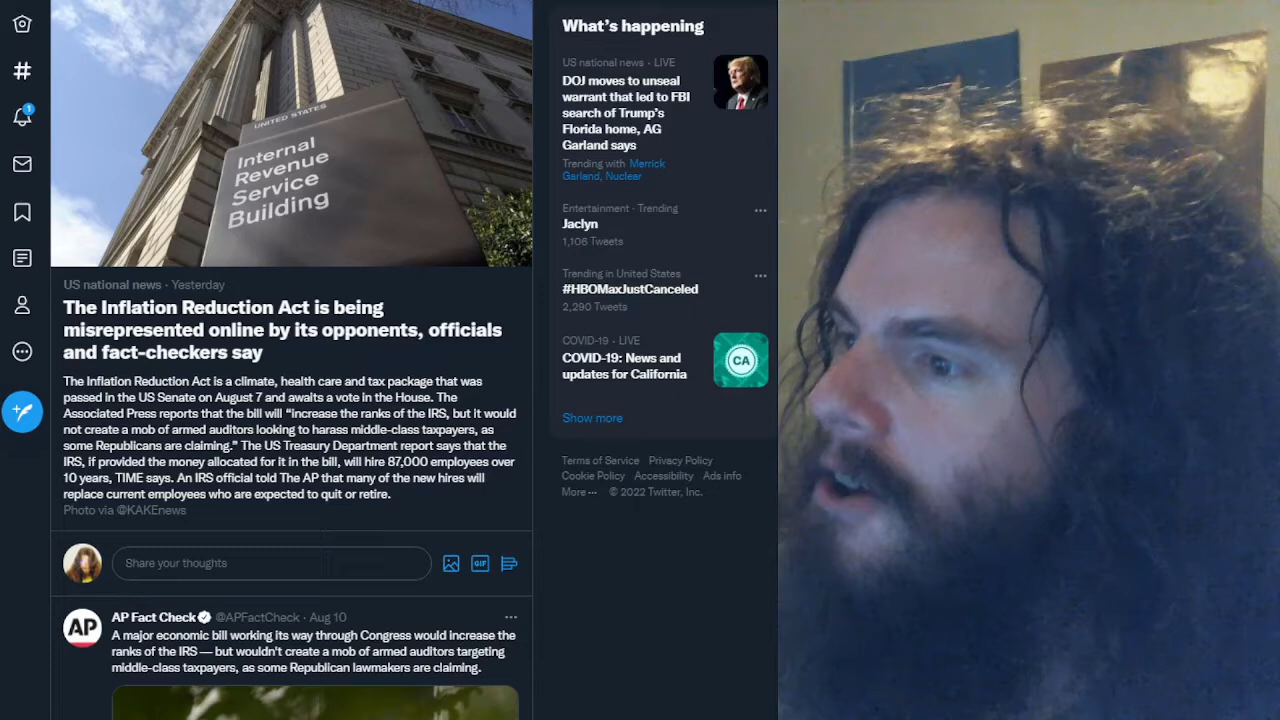 UNITED STATES
Internal
Revenue
Service
Building
US national news · Yesterday
The Inflation Reduction Act is being
misrepresented online by its opponents, officials
and fact-checkers say
The Inflation Reduction Act is a climate, health care and tax package that was
passed in the US Senate on August 7 and awaits a vote in the House. The
Associated Press reports that the bill will “increase the ranks of the IRS, but it would
not create a mob of armed auditors looking to harass middle-class taxpayers, as
some Republicans are claiming.” The US Treasury Department report says that the
IRS, if provided the money allocated for it in the bill, will hire 87,000 employees over
10 years, TIME says. An IRS official told The AP that many of the new hires will
replace current employees who are expected to quit or retire.
Photo via @KAKEnews
Share your thoughts
GIF
AP
AP Fact Check @APFactCheck · Aug 10
A major economic bill working its way through Congress would increase the
ranks of the IRS — but wouldn't create a mob of armed auditors targeting
middle-class taxpayers, as some Republican lawmakers are claiming.
1
What's happening
US national news · LIVE
DOJ moves to unseal
warrant that led to FBI
search of Trump's
Florida home, AG
Garland says
Trending with Merrick
Garland, Nuclear
Entertainment · Trending
Jaclyn
1,106 Tweets
Trending in United States
#HBOMaxJustCanceled
2,290 Tweets
COVID-19 · LIVE
COVID-19: News and
updates for California
CA
Show more
Terms of Service Privacy Policy
Cookie Policy Accessibility Ads info
More ··· © 2022 Twitter, Inc.